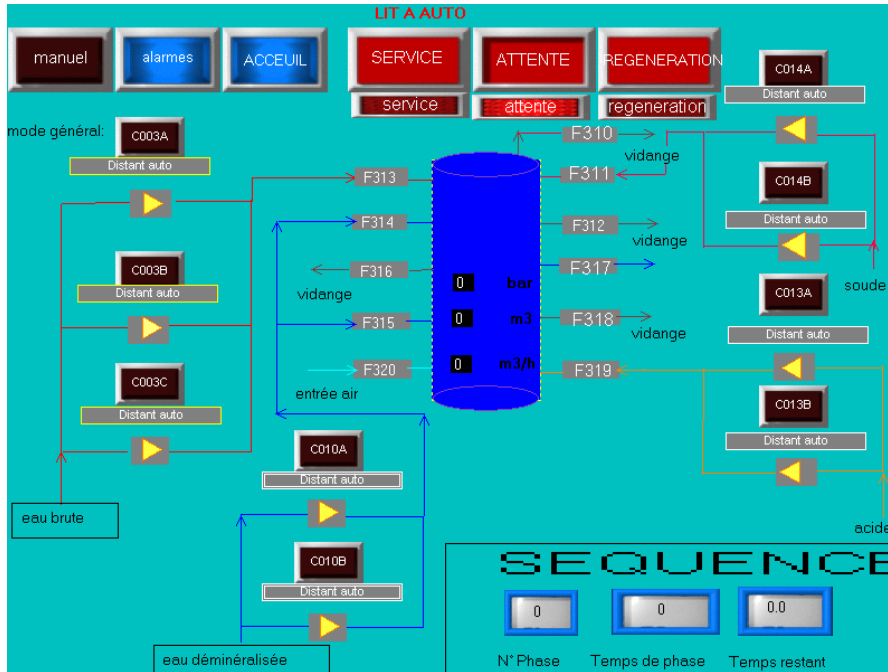 LIT A AUTO
manuel
alarmes
ACCEUIL
SERVICE
ATTENTE
REGENERATION
service
attente
regeneration
C014A
Distant auto
mode général:
C003A
Distant auto
F310
vidange
F313
F311
C014B
Distant auto
F314
F312
vidange
C003B
Distant auto
F316
vidange
F317
soude
0 bar
C013A
Distant auto
F315
0 m3
F318
vidange
F320
entrée air
0 m3/h
F319
C003C
Distant auto
C013B
Distant auto
C010A
Distant auto
eau brute
acide
C010B
Distant auto
SEQUENCE
0
0
0.0
eau déminéralisée
N° Phase
Temps de phase
Temps restant